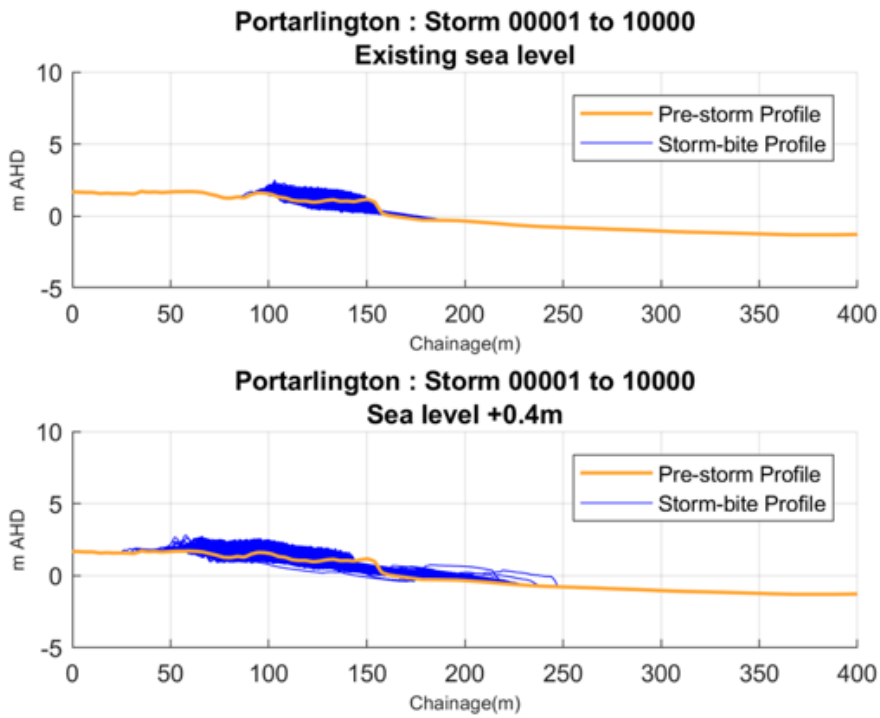 Portarlington : Storm 00001 to 10000
Existing sea level
10
5
0
-5
m AHD
Pre-storm Profile
Storm-bite Profile
0 50 100 150 200 250 300 350 400
Chainage(m)
Portarlington : Storm 00001 to 10000
Sea level +0.4m
10
5
0
-5
m AHD
Pre-storm Profile
Storm-bite Profile
0 50 100 150 200 250 300 350 400
Chainage(m)